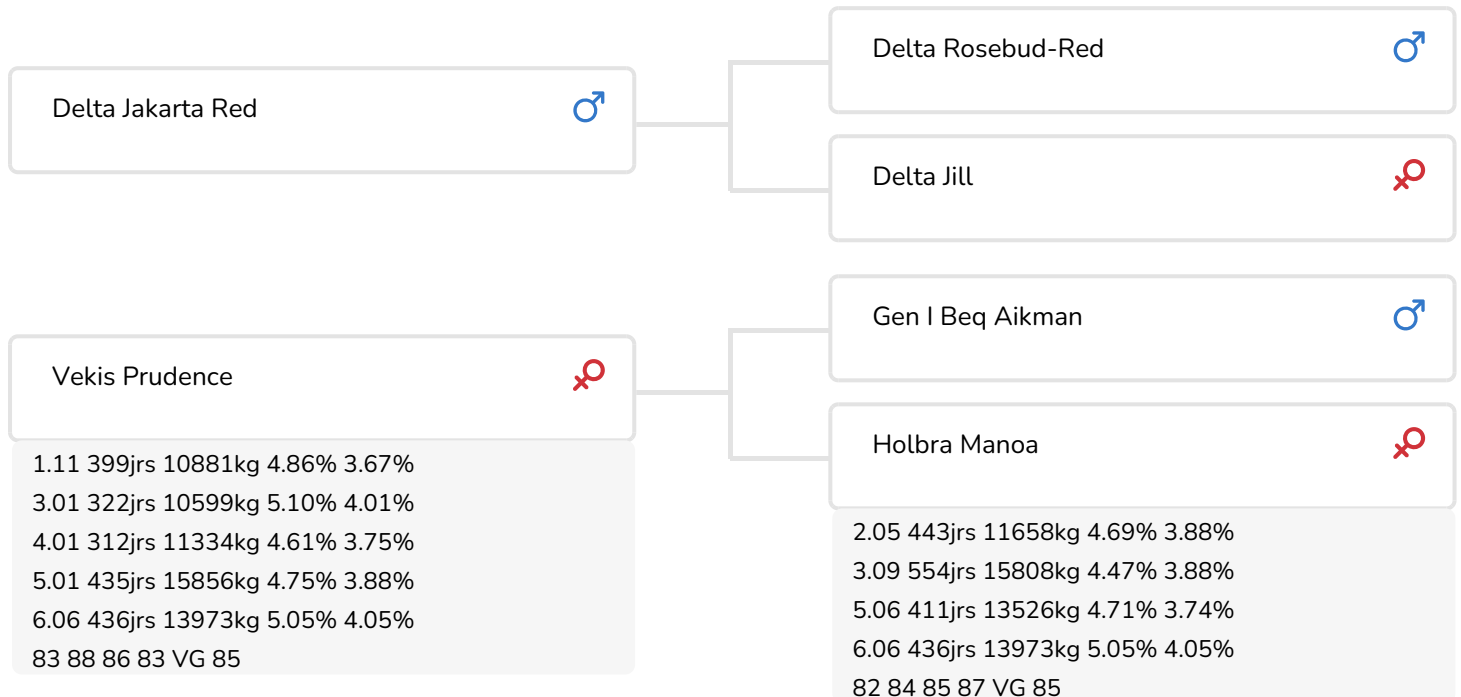 Delta Jakarta Red
Vekis Prudence
1.11 399jrs 10881kg 4.86% 3.67%
3.01 322jrs 10599kg 5.10% 4.01%
4.01 312jrs 11334kg 4.61% 3.75%
5.01 435jrs 15856kg 4.75% 3.88%
6.06 436jrs 13973kg 5.05% 4.05%
83 88 86 83 VG 85
Delta Rosebud-Red
Delta Jill
Gen I Beq Aikman
Holbra Manoa
2.05 443jrs 11658kg 4.69% 3.88%
3.09 554jrs 15808kg 4.47% 3.88%
5.06 411jrs 13526kg 4.71% 3.74%
6.06 436jrs 13973kg 5.05% 4.05%
82 84 85 87 VG 85